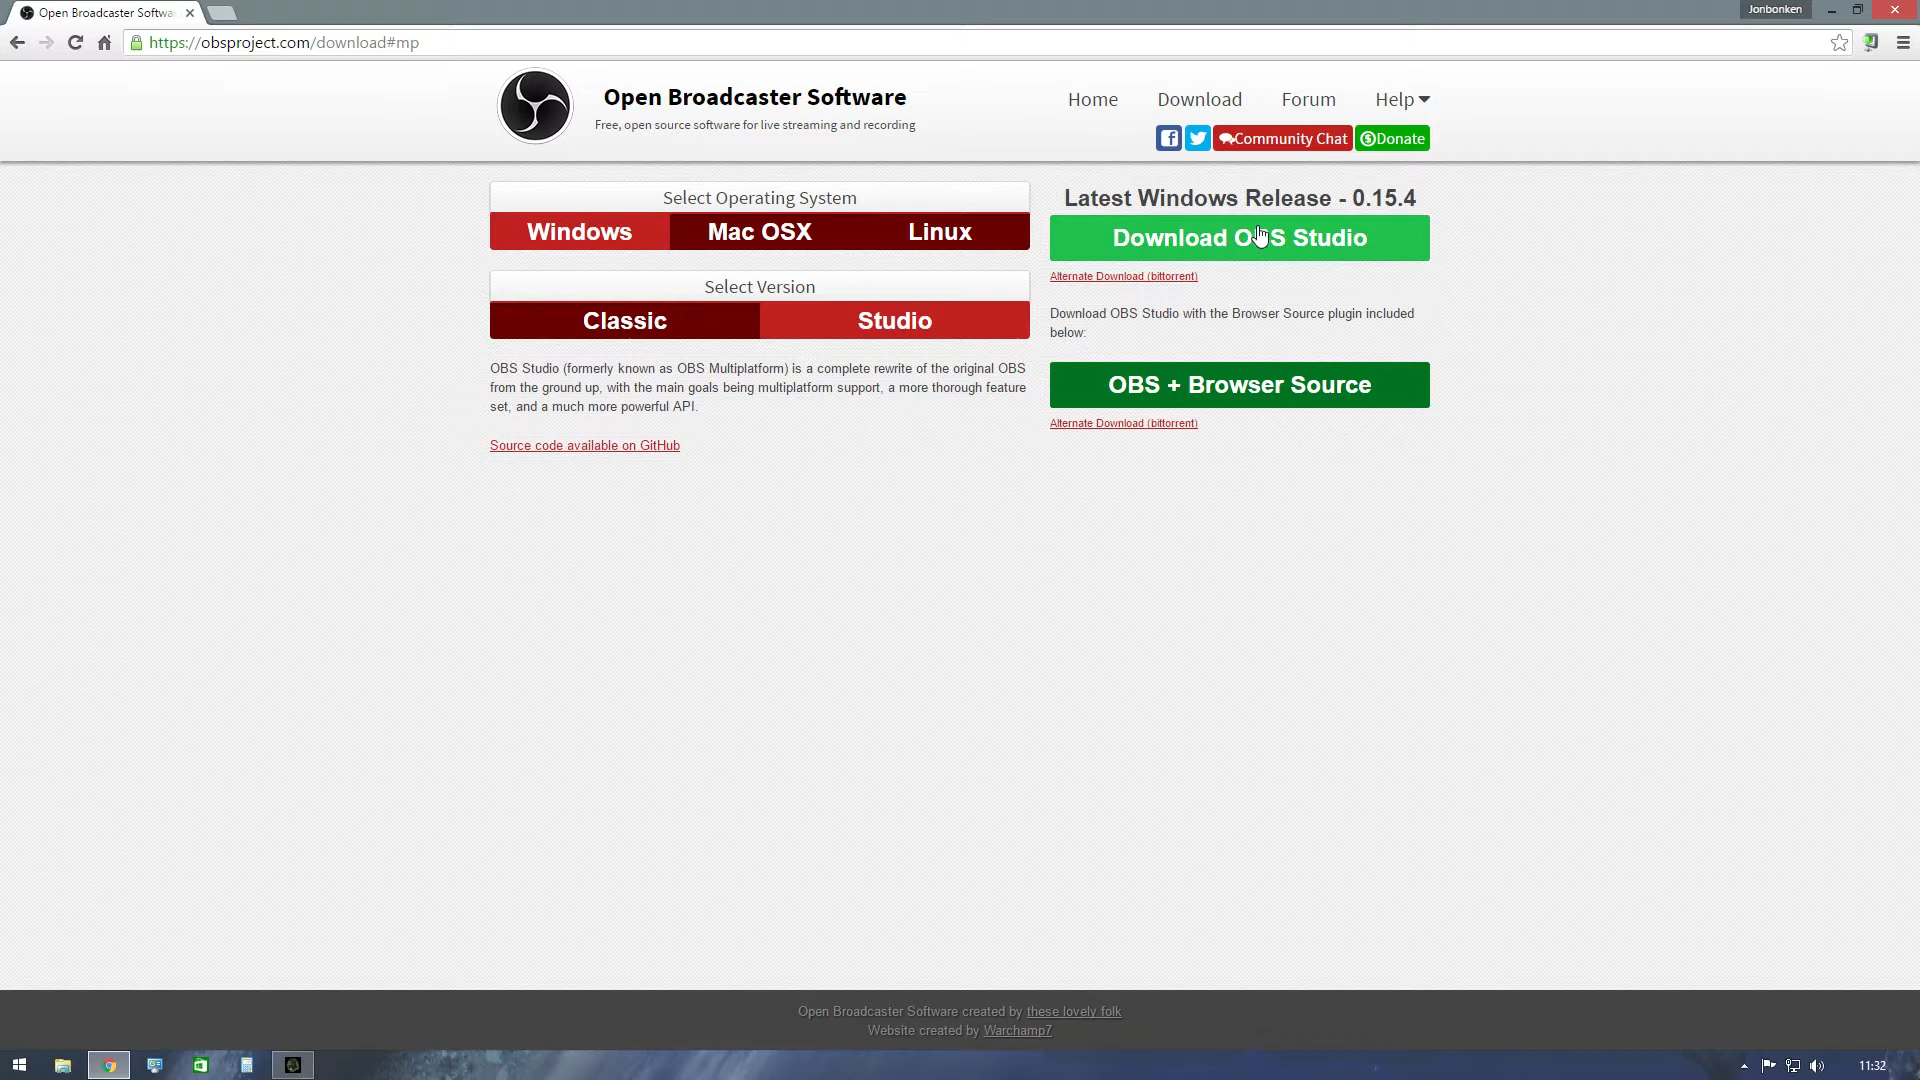 Open Broadcaster Softwa
Jonbonken
https://obsproject.com/download#mp
Open Broadcaster Software
Free, open source software for live streaming and recording
Home
Download
Forum
Help
Community Chat
Donate
Select Operating System
Windows
Mac OSX
Linux
Select Version
Classic
Studio
OBS Studio (formerly known as OBS Multiplatform) is a complete rewrite of the original OBS
from the ground up, with the main goals being multiplatform support, a more thorough feature
set, and a much more powerful API.
Source code available on GitHub
Latest Windows Release - 0.15.4
Download OBS Studio
Alternate Download (bittorrent)
Download OBS Studio with the Browser Source plugin included
below:
OBS + Browser Source
Alternate Download (bittorrent)
Open Broadcaster Software created by these lovely folk
Website created by Warchamp7
11:32